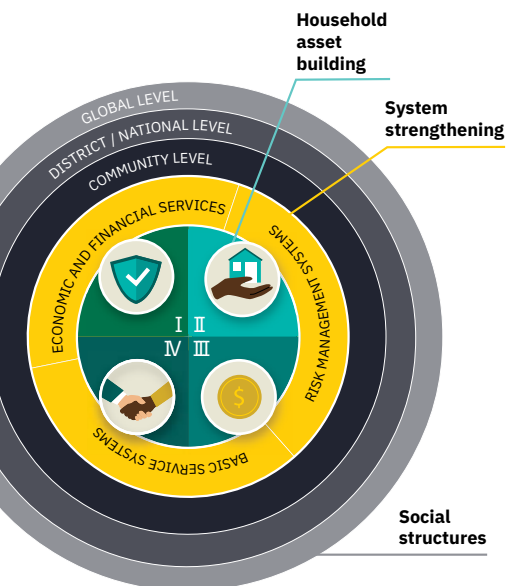 Household
asset
building
System
strengthening
GLOBAL LEVEL
DISTRICT / NATIONAL LEVEL
COMMUNITY LEVEL
ECONOMIC AND FINANCIAL SERVICES
RISK MANAGEMENT SYSTEMS
BASIC SERVICE SYSTEMS
I II
IV III
$
Social
structures